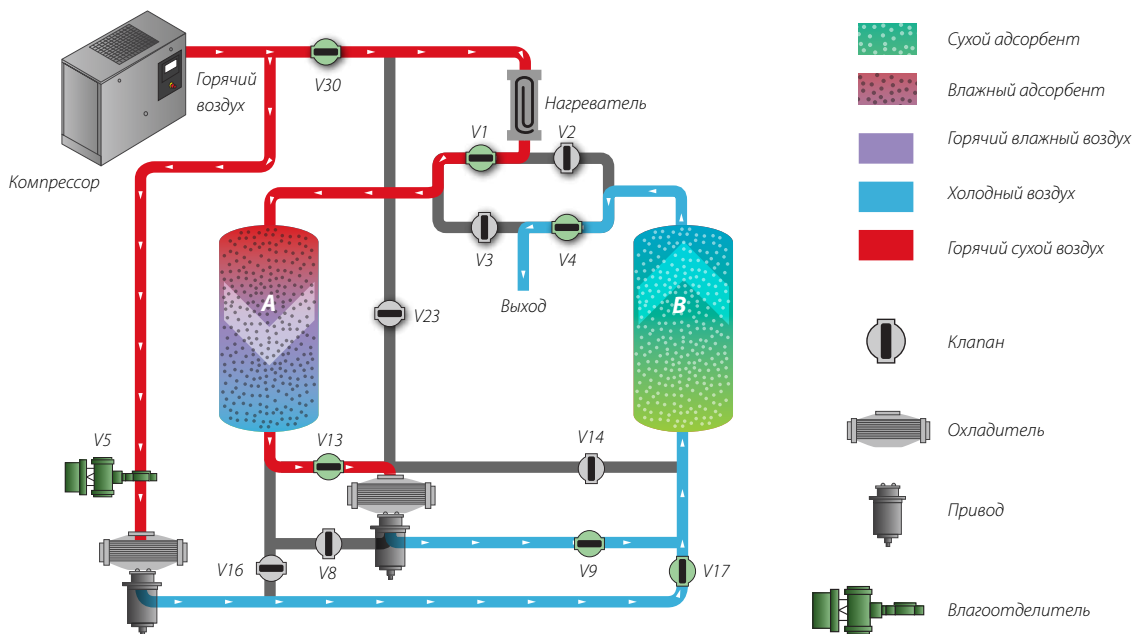 Компрессор
Горячий
воздух
V30
Нагреватель
V1
V2
V3
V4
Выход
A
B
V23
V5
V13
V14
V16
V8
V9
V17
Сухой адсорбент
Влажный адсорбент
Горячий влажный воздух
Холодный воздух
Горячий сухой воздух
Клапан
Охладитель
Привод
Влагоотделитель